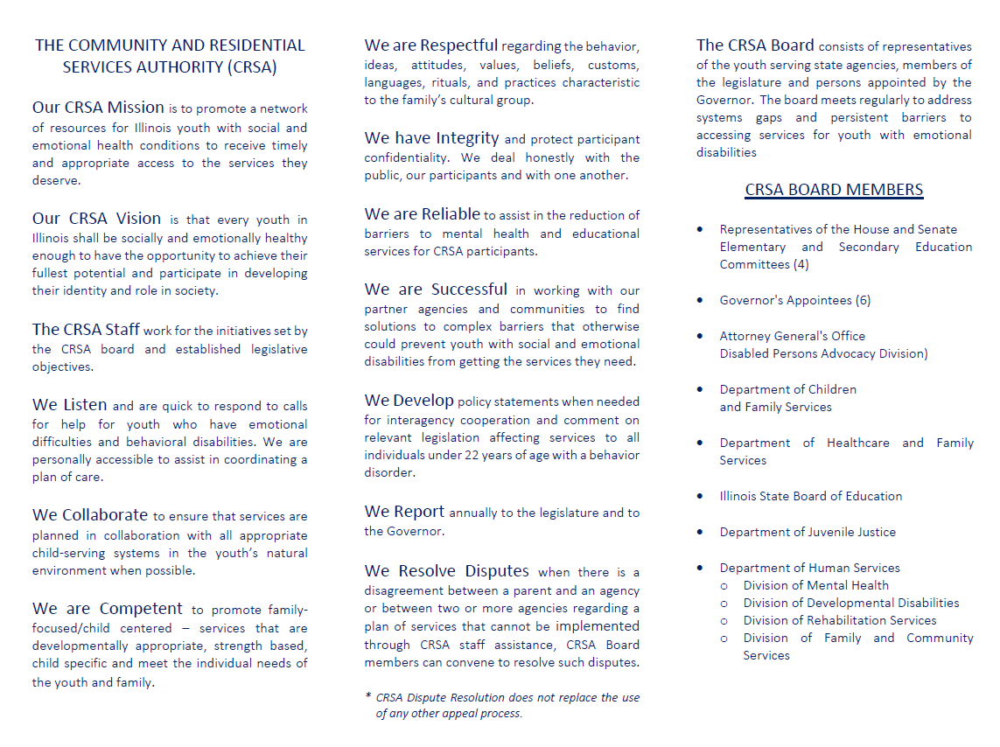 THE COMMUNITY AND RESIDENTIAL
SERVICES AUTHORITY (CRSA)
Our CRSA Mission is to promote a network
of resources for Illinois youth with social and
emotional health conditions to receive timely
and appropriate access to the services they
deserve.
Our CRSA Vision is that every youth in
Illinois shall be socially and emotionally healthy
enough to have the opportunity to achieve their
fullest potential and participate in developing
their identity and role in society.
The CRSA Staff work for the initiatives set by
the CRSA board and established legislative
objectives.
We Listen and are quick to respond to calls
for help for youth who have emotional
difficulties and behavioral disabilities. We are
personally accessible to assist in coordinating a
plan of care.
We Collaborate to ensure that services are
planned in collaboration with all appropriate
child-serving systems in the youth’s natural
environment when possible.
We are Competent to promote family-
focused/child centered – services that are
developmentally appropriate, strength based,
child specific and meet the individual needs of
the youth and family.
We are Respectful regarding the behavior,
ideas, attitudes, values, beliefs, customs,
languages, rituals, and practices characteristic
to the family’s cultural group.
We have Integrity and protect participant
confidentiality. We deal honestly with the
public, our participants and with one another.
We are Reliable to assist in the reduction of
barriers to mental health and educational
services for CRSA participants.
We are Successful in working with our
partner agencies and communities to find
solutions to complex barriers that otherwise
could prevent youth with social and emotional
disabilities from getting the services they need.
We Develop policy statements when needed
for interagency cooperation and comment on
relevant legislation affecting services to all
individuals under 22 years of age with a behavior
disorder.
We Report annually to the legislature and to
the Governor.
We Resolve Disputes when there is a
disagreement between a parent and an agency
or between two or more agencies regarding a
plan of services that cannot be implemented
through CRSA staff assistance, CRSA Board
members can convene to resolve such disputes.
* CRSA Dispute Resolution does not replace the use
of any other appeal process.
The CRSA Board consists of representatives
of the youth serving state agencies, members of
the legislature and persons appointed by the
Governor. The board meets regularly to address
systems gaps and persistent barriers to
accessing services for youth with emotional
disabilities
CRSA BOARD MEMBERS
• Representatives of the House and Senate
Elementary and Secondary Education
Committees (4)
• Governor's Appointees (6)
• Attorney General's Office
Disabled Persons Advocacy Division)
• Department of Children
and Family Services
• Department of Healthcare and Family
Services
• Illinois State Board of Education
• Department of Juvenile Justice
• Department of Human Services
o Division of Mental Health
o Division of Developmental Disabilities
o Division of Rehabilitation Services
o Division of Family and Community
Services